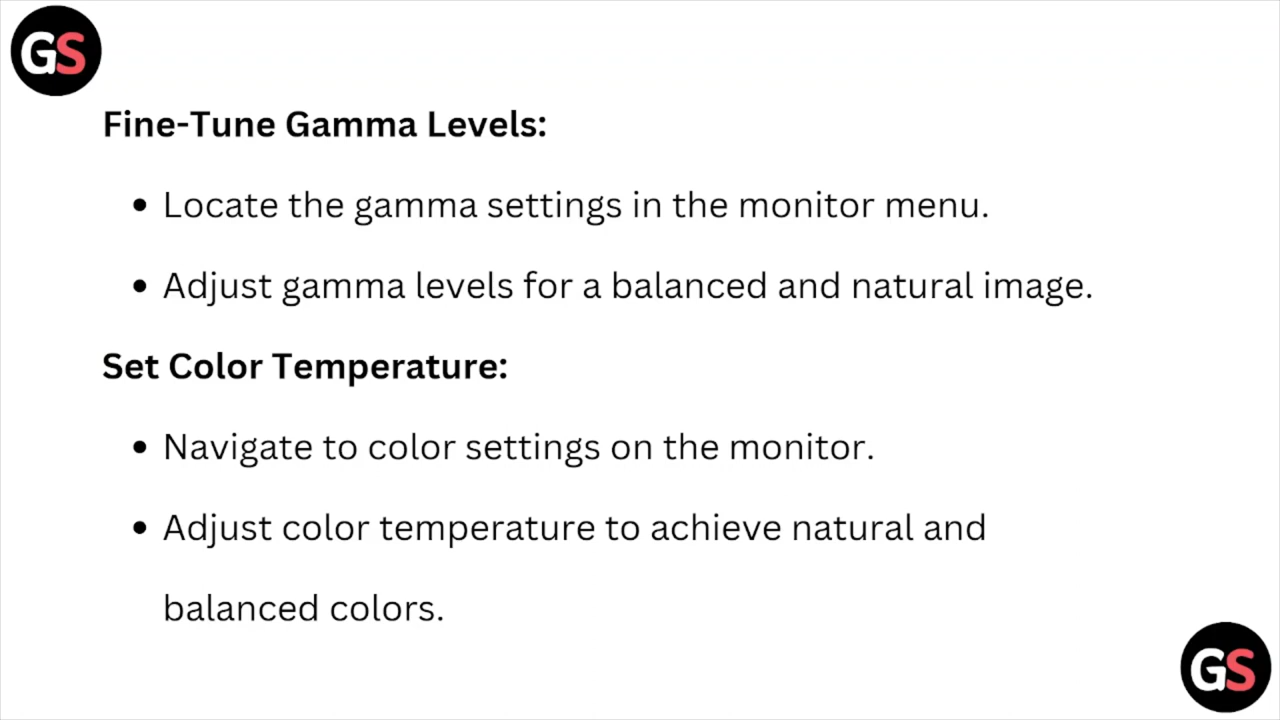 GS
Fine-Tune Gamma Levels:
• Locate the gamma settings in the monitor menu.
• Adjust gamma levels for a balanced and natural image.
Set Color Temperature:
• Navigate to color settings on the monitor.
• Adjust color temperature to achieve natural and
balanced colors.
GS